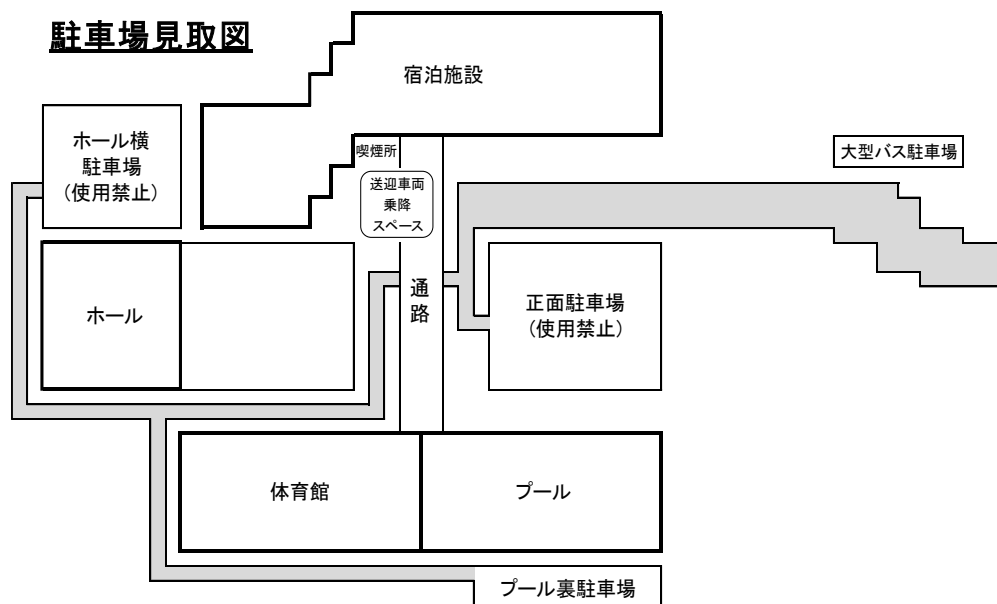 駐車場見取図
宿泊施設
ホール横
駐車場
(使用禁止)
喫煙所
大型バス駐車場
送迎車両
乗降
スペース
ホール
通
路
正面駐車場
(使用禁止)
体育館
プール
プール裏駐車場